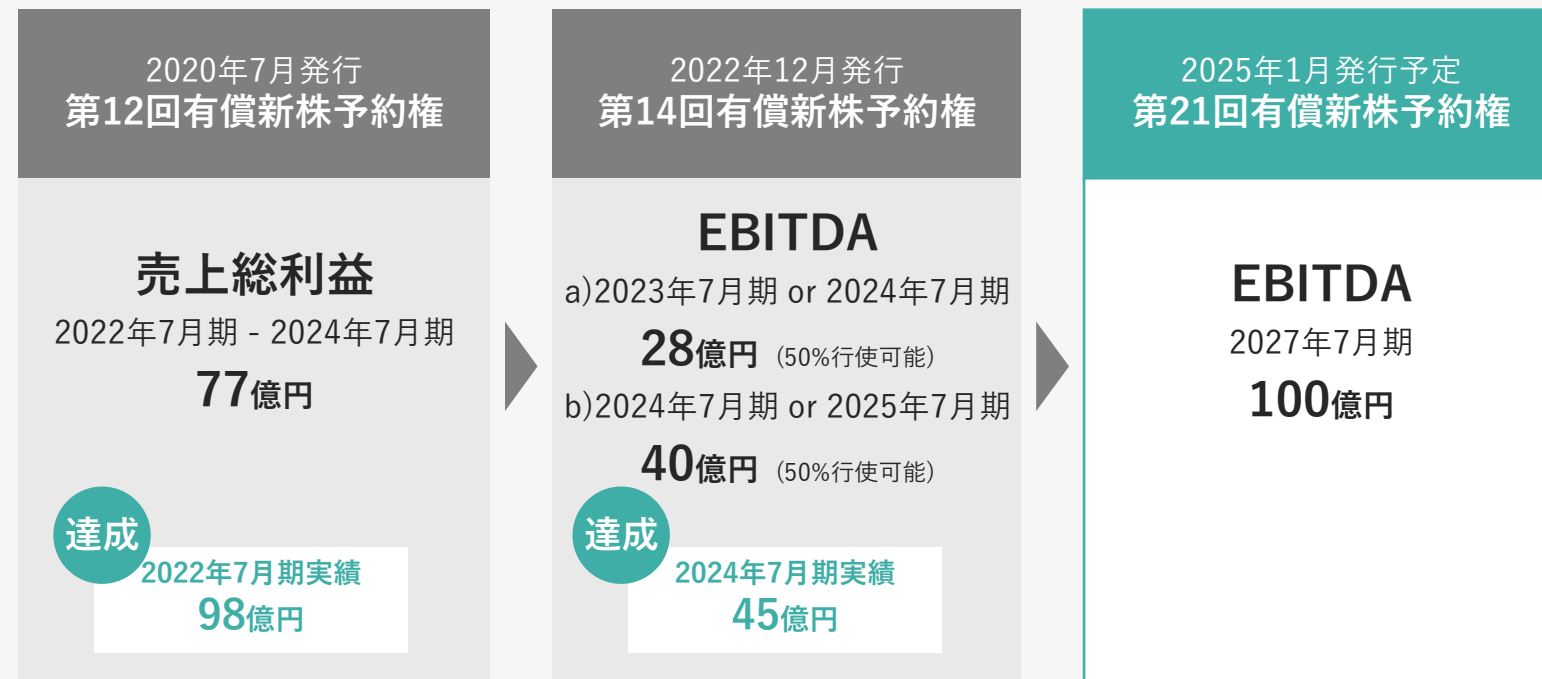 2020年7月発行
第12回有償新株予約権
売上総利益
2022年7月期 - 2024年7月期
77億円
達成
2022年7月期実績
98億円
2022年12月発行
第14回有償新株予約権
EBITDA
a)2023年7月期 or 2024年7月期
28億円 (50%行使可能)
b)2024年7月期 or 2025年7月期
40億円 (50%行使可能)
達成
2024年7月期実績
45億円
2025年1月発行予定
第21回有償新株予約権
EBITDA
2027年7月期
100億円